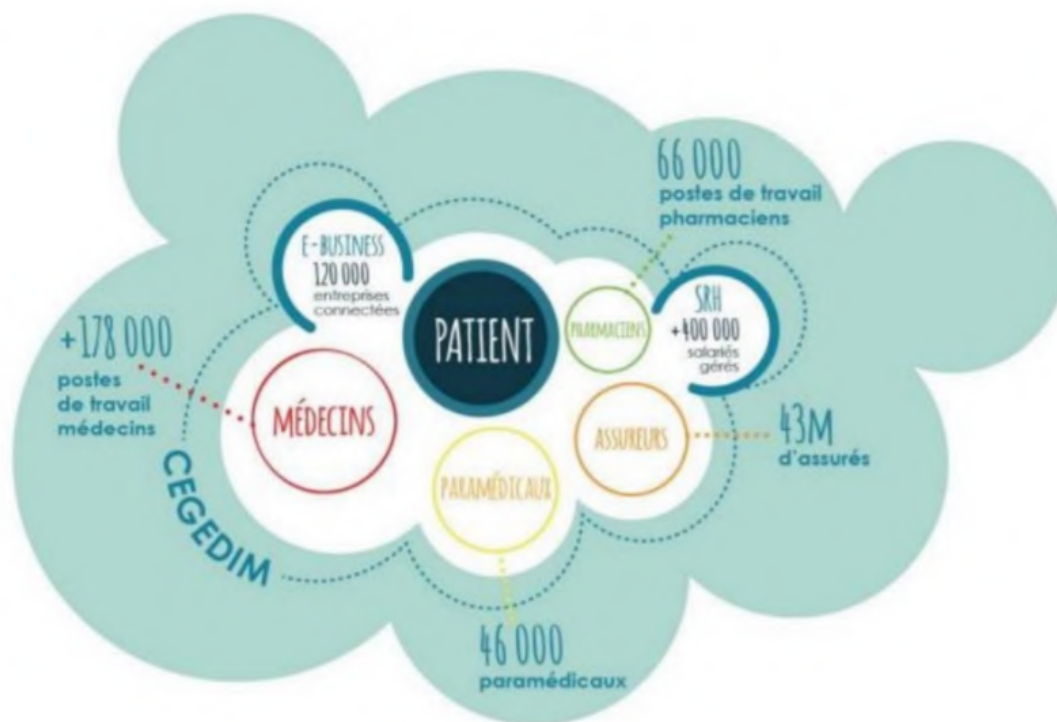 66 000
postes de travail
pharmaciens
E-BUSINESS
120 000
entreprises
connectées
PATIENT
PHARMACIENS
SRH
+400 000
salariés
gérés
+178 000
postes
de travail
médecins
MÉDECINS
ASSUREURS
43M
d'assurés
PARAMÉDICAUX
CEGEDIM
46 000
paramédicaux